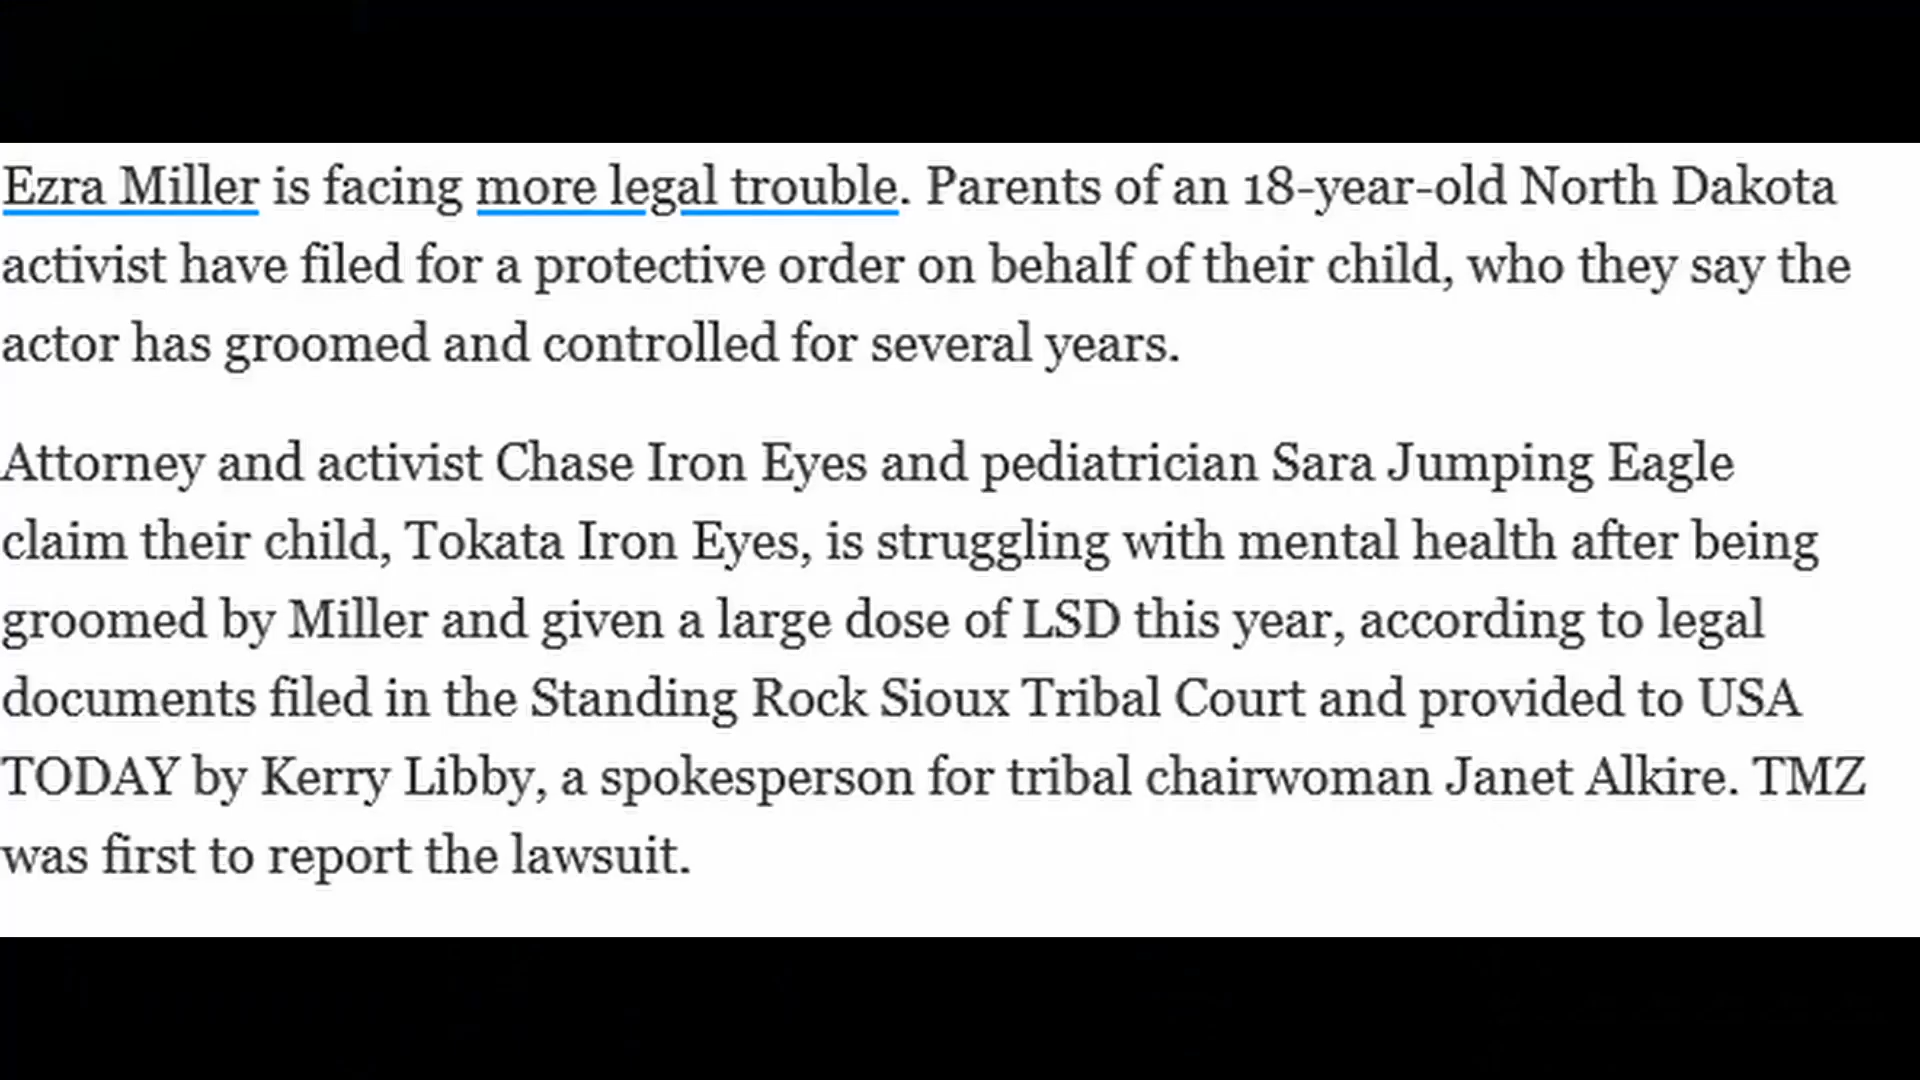 Ezra Miller is facing more legal trouble. Parents of an 18-year-old North Dakota
activist have filed for a protective order on behalf of their child, who they say the
actor has groomed and controlled for several years.
Attorney and activist Chase Iron Eyes and pediatrician Sara Jumping Eagle
claim their child, Tokata Iron Eyes, is struggling with mental health after being
groomed by Miller and given a large dose of LSD this year, according to legal
documents filed in the Standing Rock Sioux Tribal Court and provided to USA
TODAY by Kerry Libby, a spokesperson for tribal chairwoman Janet Alkire. TMZ
was first to report the lawsuit.